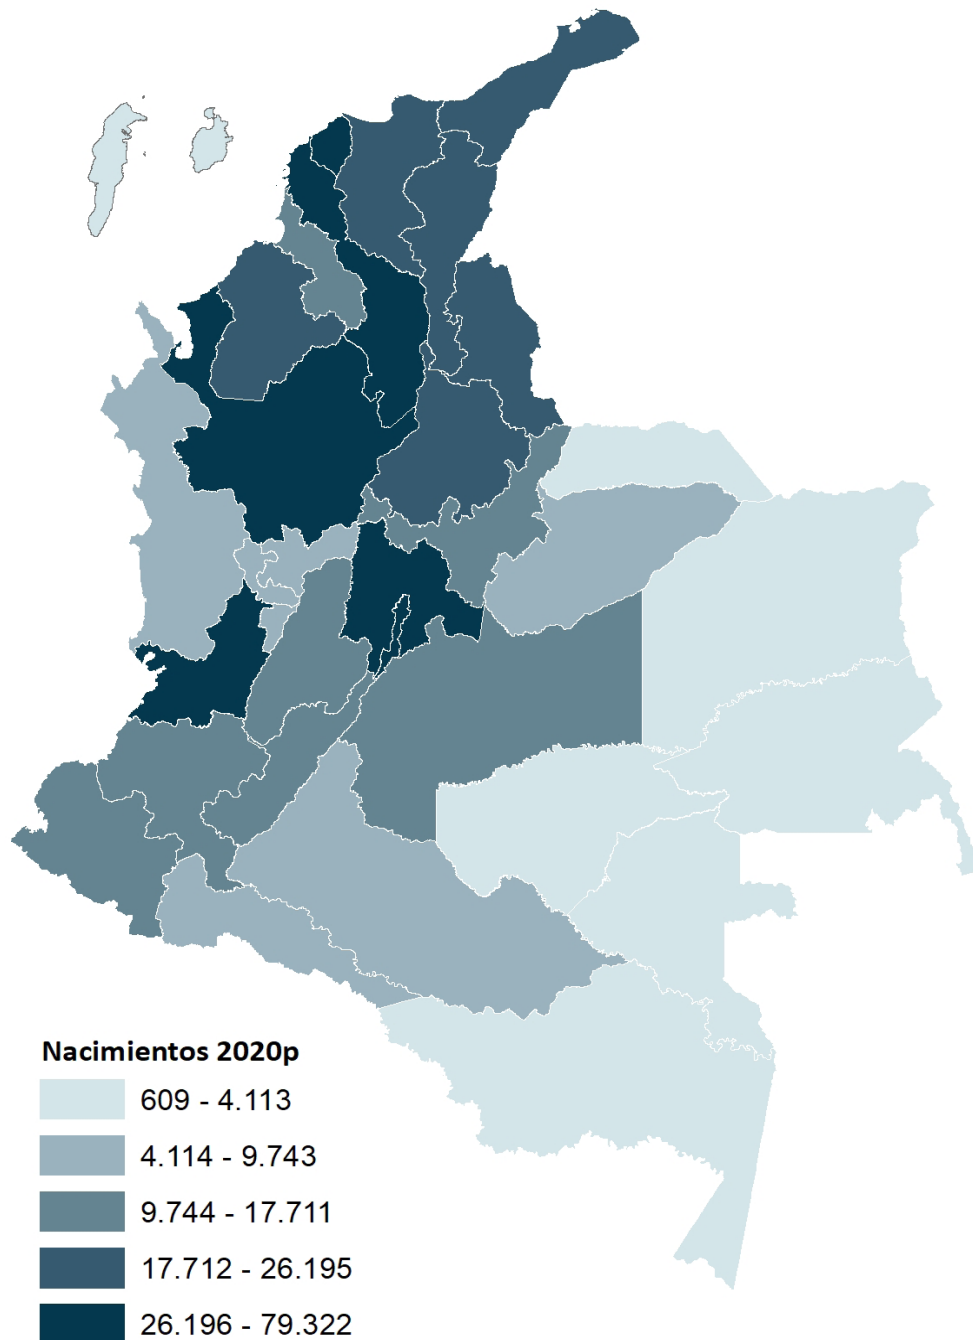 Nacimientos 2020p
609 - 4.113
4.114 - 9.743
9.744 - 17.711
17.712 - 26.195
26.196 - 79.322